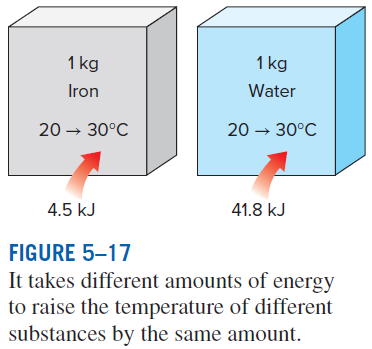 1 kg
Iron
20 → 30°C
4.5 kJ
1 kg
Water
20 → 30°C
41.8 kJ
FIGURE 5–17
It takes different amounts of energy
to raise the temperature of different
substances by the same amount.